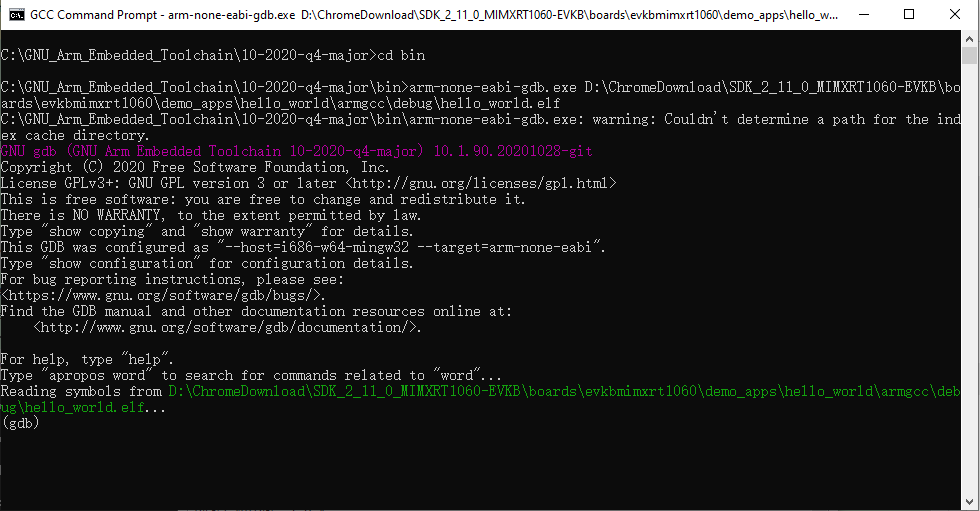 GCC Command Prompt - arm-none-eabi-gdb.exe D:\ChromeDownload\SDK_2_11_0_MIMXRT1060-EVKB\boards\evkbmimxrt1060\demo_apps\hello_w...
C:\GNU_Arm_Embedded_Toolchain\10-2020-q4-major>cd bin
C:\GNU_Arm_Embedded_Toolchain\10-2020-q4-major\bin>arm-none-eabi-gdb.exe D:\ChromeDownload\SDK_2_11_0_MIMXRT1060-EVKB\bo
ards\evkbmimxrt1060\demo_apps\hello_world\armgcc\debug\hello_world.elf
C:\GNU_Arm_Embedded_Toolchain\10-2020-q4-major\bin\arm-none-eabi-gdb.exe: warning: Couldn't determine a path for the ind
ex cache directory.
GNU gdb (GNU Arm Embedded Toolchain 10-2020-q4-major) 10.1.90.20201028-git
Copyright (C) 2020 Free Software Foundation, Inc.
License GPLv3+: GNU GPL version 3 or later <http://gnu.org/licenses/gpl.html>
This is free software: you are free to change and redistribute it.
There is NO WARRANTY, to the extent permitted by law.
Type "show copying" and "show warranty" for details.
This GDB was configured as "--host=i686-w64-mingw32 --target=arm-none-eabi".
Type "show configuration" for configuration details.
For bug reporting instructions, please see:
<https://www.gnu.org/software/gdb/bugs/>.
Find the GDB manual and other documentation resources online at:
    <http://www.gnu.org/software/gdb/documentation/>.
For help, type "help".
Type "apropos word" to search for commands related to "word"...
Reading symbols from D:\ChromeDownload\SDK_2_11_0_MIMXRT1060-EVKB\boards\evkbmimxrt1060\demo_apps\hello_world\armgcc\deb
ug\hello_world.elf...
(gdb)